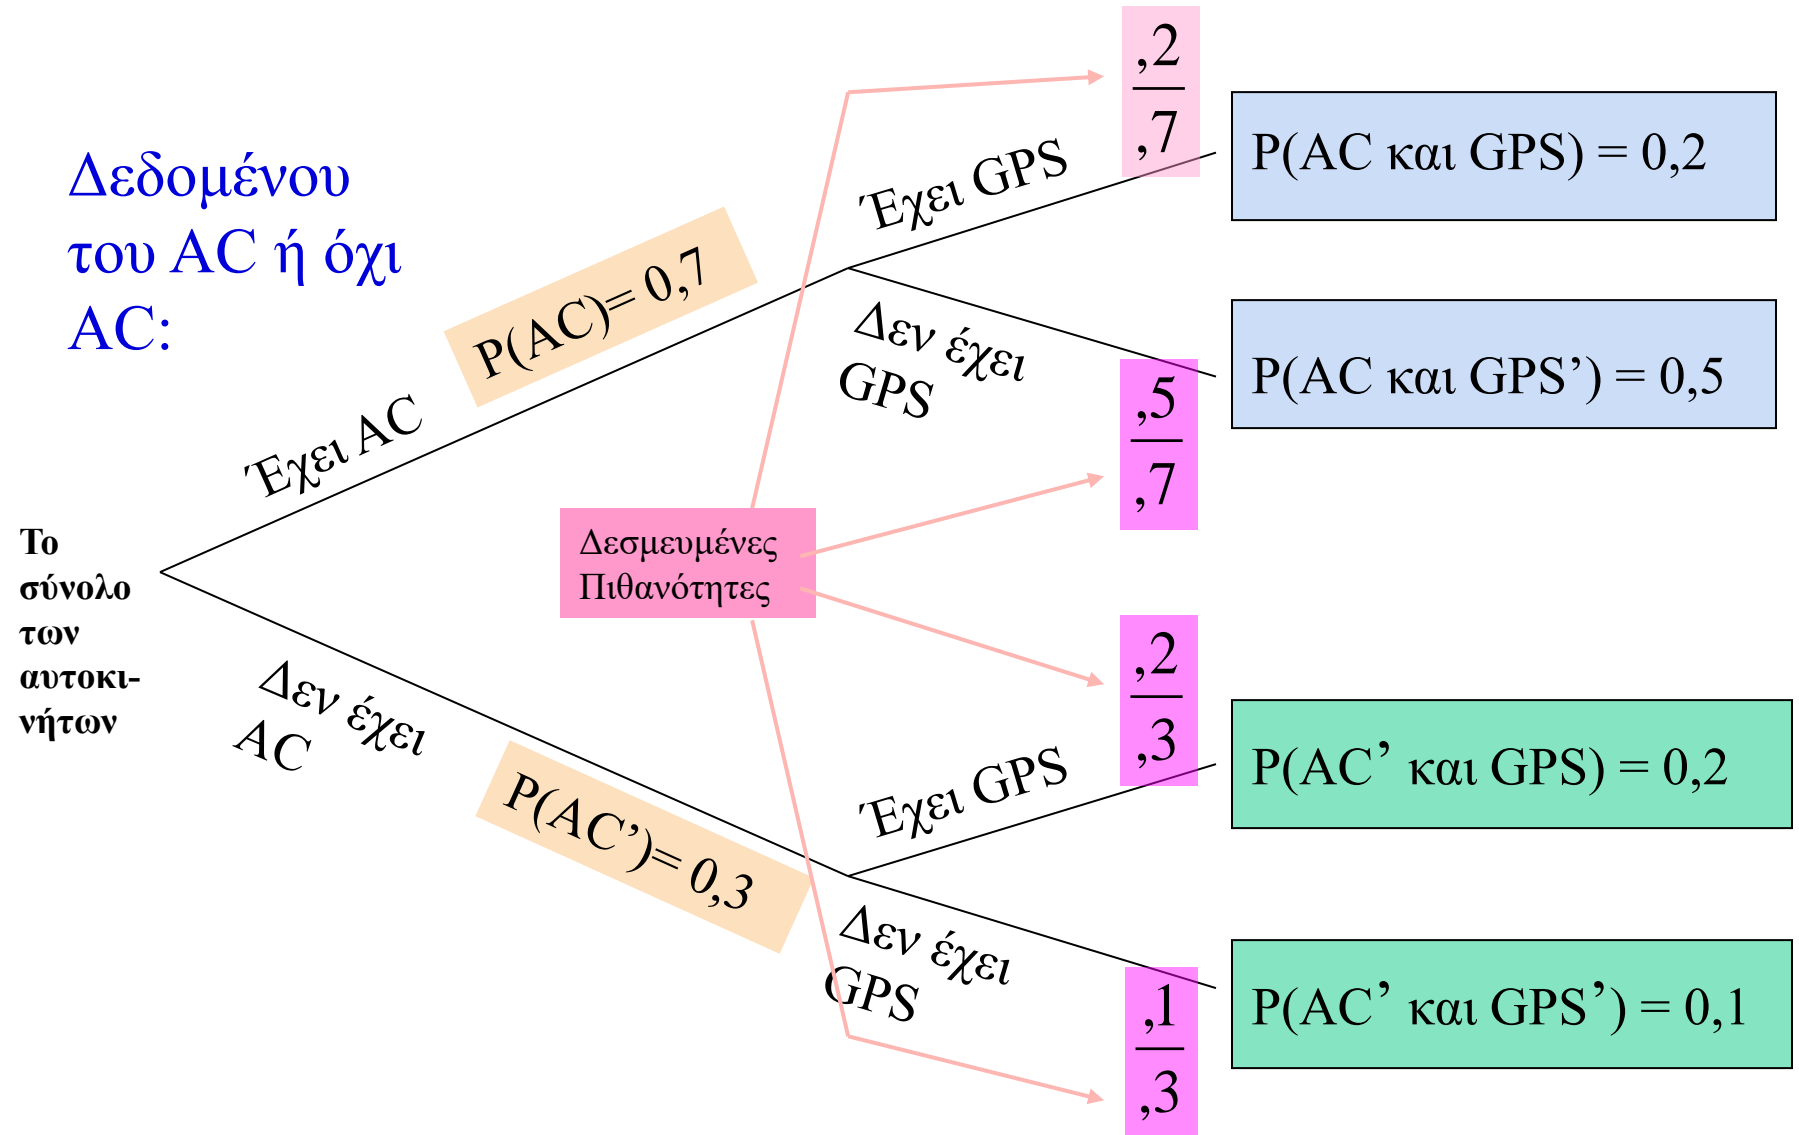 Δεδομένου
του AC ή όχι
AC:
Το
σύνολο
των
αυτοκι-
νήτων
Έχει AC
P(AC)= 0,7
Δεν έχει
AC
P(AC’)= 0,3
Δεσμευμένες
Πιθανότητες
Έχει GPS
,2
,7
P(AC και GPS) = 0,2
Δεν έχει
GPS
,5
,7
P(AC και GPS’) = 0,5
Έχει GPS
,2
,3
P(AC’ και GPS) = 0,2
Δεν έχει
GPS
,1
,3
P(AC’ και GPS’) = 0,1